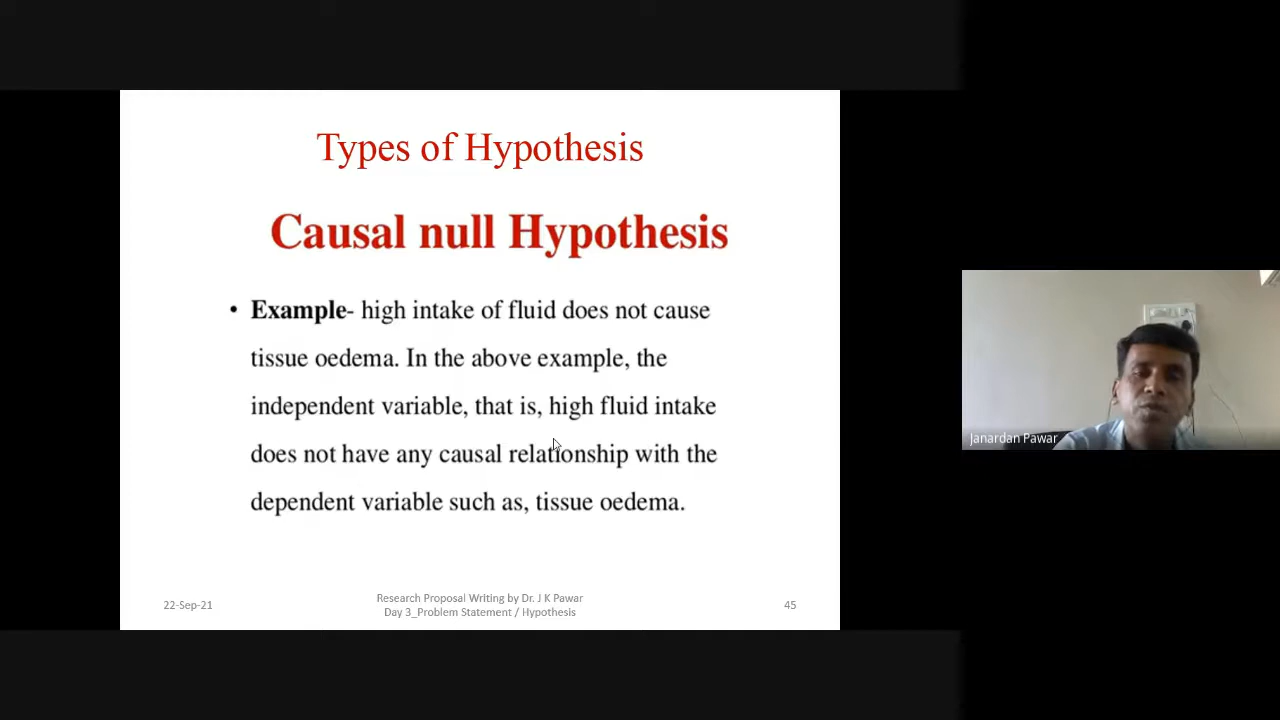 Types of Hypothesis
Causal null Hypothesis
• Example- high intake of fluid does not cause
tissue oedema. In the above example, the
independent variable, that is, high fluid intake
does not have any causal relationship with the
dependent variable such as, tissue oedema.
22-Sep-21
Research Proposal Writing by Dr. J K Pawar
Day 3_Problem Statement / Hypothesis
45
Janardan Pawar